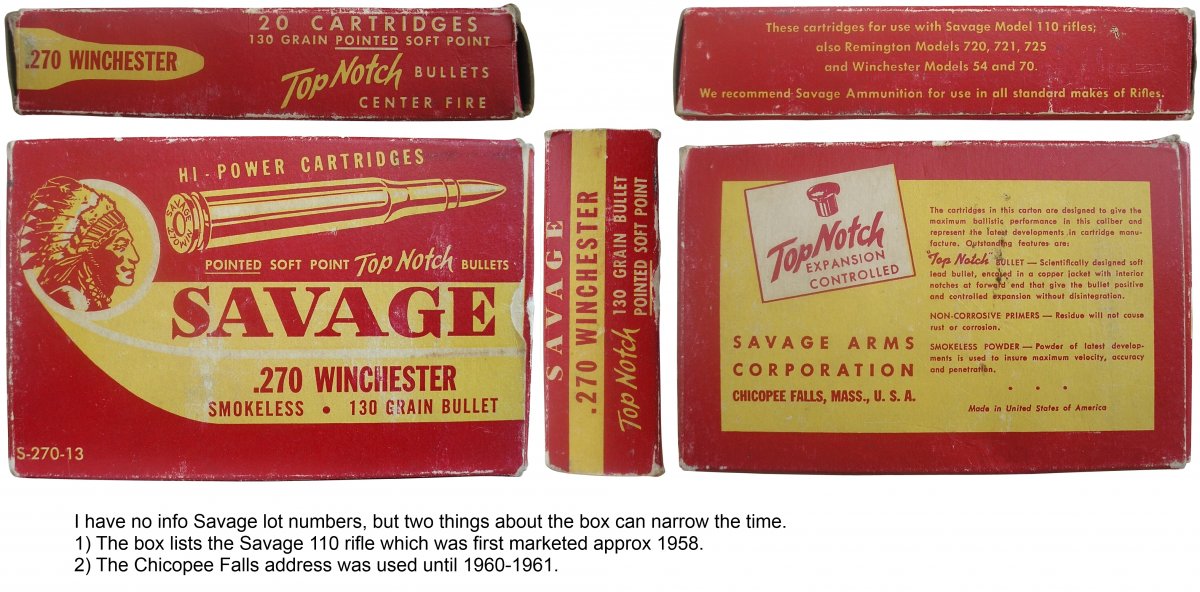 20 CARTRIDGES
130 GRAIN POINTED SOFT POINT
.270 WINCHESTER
Top Notch BULLETS
CENTER FIRE
These cartridges for use with Savage Model 110 rifles;
also Remington Models 720, 721, 725
and Winchester Models 54 and 70.
We recommend Savage Ammunition for use in all standard makes of Rifles.
HI-POWER CARTRIDGES
SAVAGE
POINTED SOFT POINT Top Notch BULLETS
SAVAGE
.270 WINCHESTER
SMOKELESS • 130 GRAIN BULLET
S-270-13
SAVAGE
.270 WINCHESTER
Top Notch 130 GRAIN BULLET
POINTED SOFT POINT
Top Notch
EXPANSION
CONTROLLED
SAVAGE ARMS
CORPORATION
CHICOPEE FALLS, MASS., U. S. A.
The cartridges in this carton are designed to give the
maximum ballistic performance in this caliber and
represent the latest developments in cartridge manu-
facture. Outstanding features are:
"Top Notch" BULLET — Scientifically designed soft
lead bullet, encased in a copper jacket with interior
notches at forward end that give the bullet positive
and controlled expansion without disintegration.
NON-CORROSIVE PRIMERS — Residue will not cause
rust or corrosion.
SMOKELESS POWDER — Powder of latest develop-
ments is used to insure maximum velocity, accuracy
and penetration.
• • •
Made in United States of America
I have no info Savage lot numbers, but two things about the box can narrow the time.
1) The box lists the Savage 110 rifle which was first marketed approx 1958.
2) The Chicopee Falls address was used until 1960-1961.